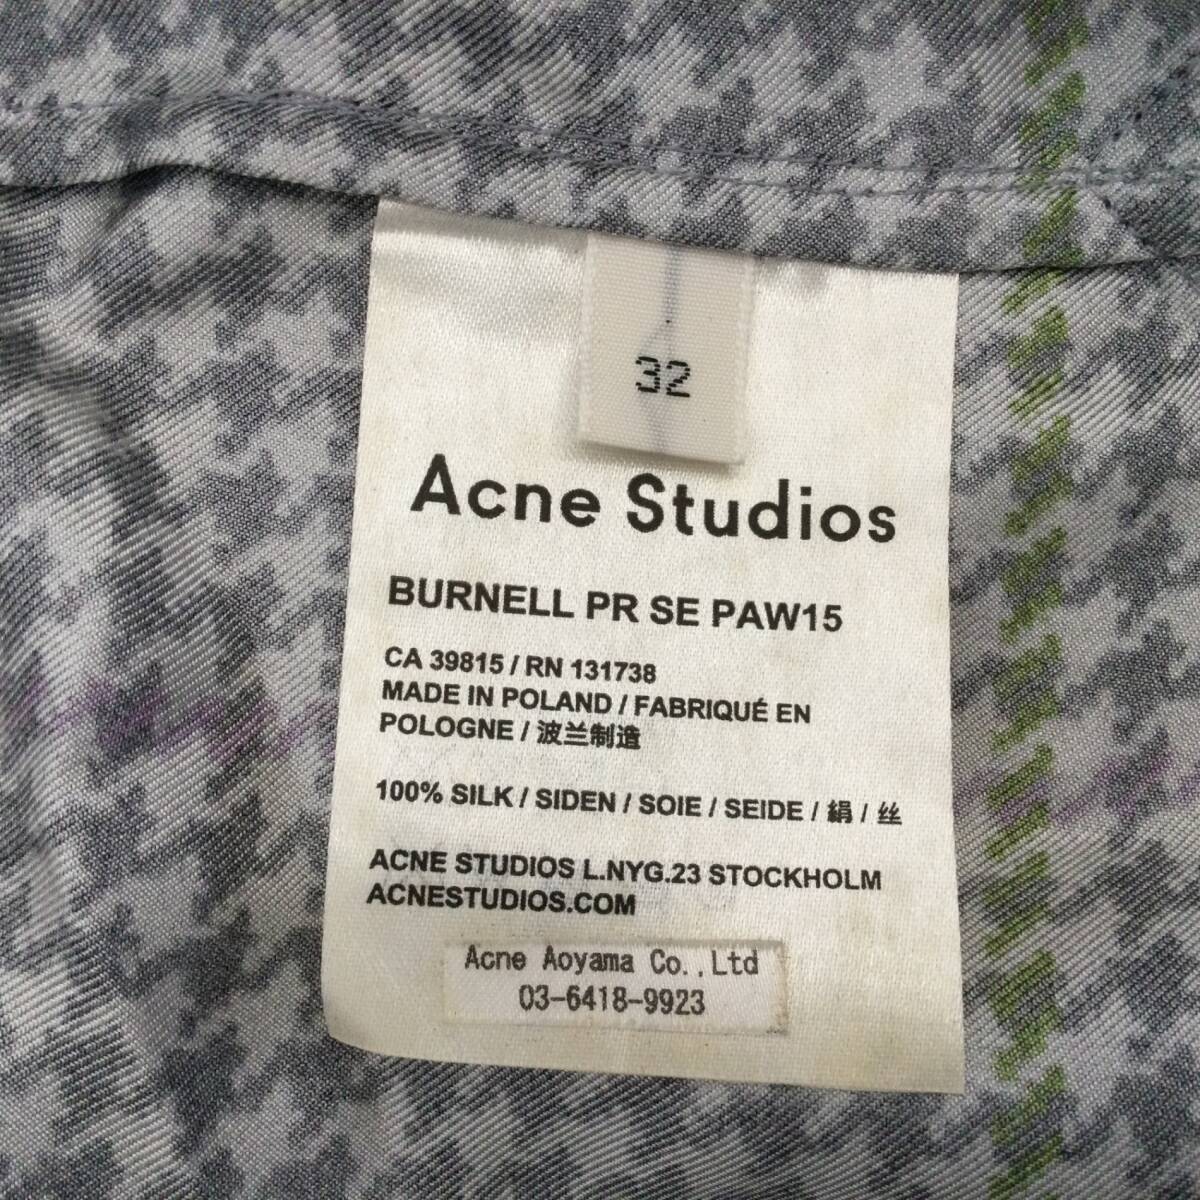 32
Acne Studios
BURNELL PR SE PAW15
CA 39815 / RN 131738
MADE IN POLAND / FABRIQUÉ EN
POLOGNE / 波兰制造
100% SILK / SIDEN / SOIE / SEIDE / 絹 / 丝
ACNE STUDIOS L.NYG.23 STOCKHOLM
ACNESTUDIOS.COM
Acne Aoyama Co.,Ltd
03-6418-9923